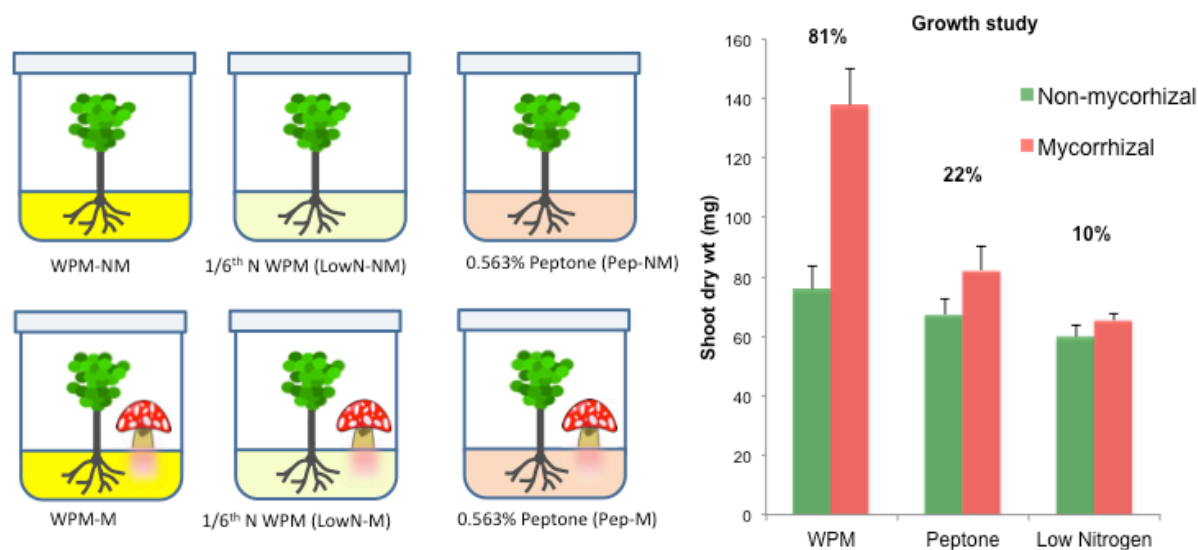 WPM-NM
1/6th N WPM (LowN-NM)
0.563% Peptone (Pep-NM)
WPM-M
1/6th N WPM (LowN-M)
0.563% Peptone (Pep-M)
Growth study
Non-mycorhizal
Mycorrhizal
81%
22%
10%
Shoot dry wt (mg)
160
140
120
100
80
60
40
20
0
WPM
Peptone
Low Nitrogen